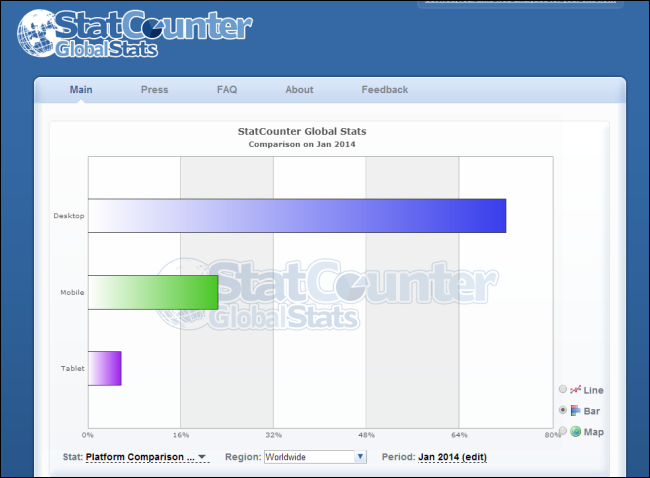 StatCounter
GlobalStats
Main Press FAQ About Feedback
StatCounter Global Stats
Comparison on Jan 2014
Desktop
Mobile
Tablet
StatCounter
GlobalStats
0% 16% 32% 48% 64% 80%
Line
Bar
Map
Stat: Platform Comparison ... Region: Worldwide Period: Jan 2014 (edit)